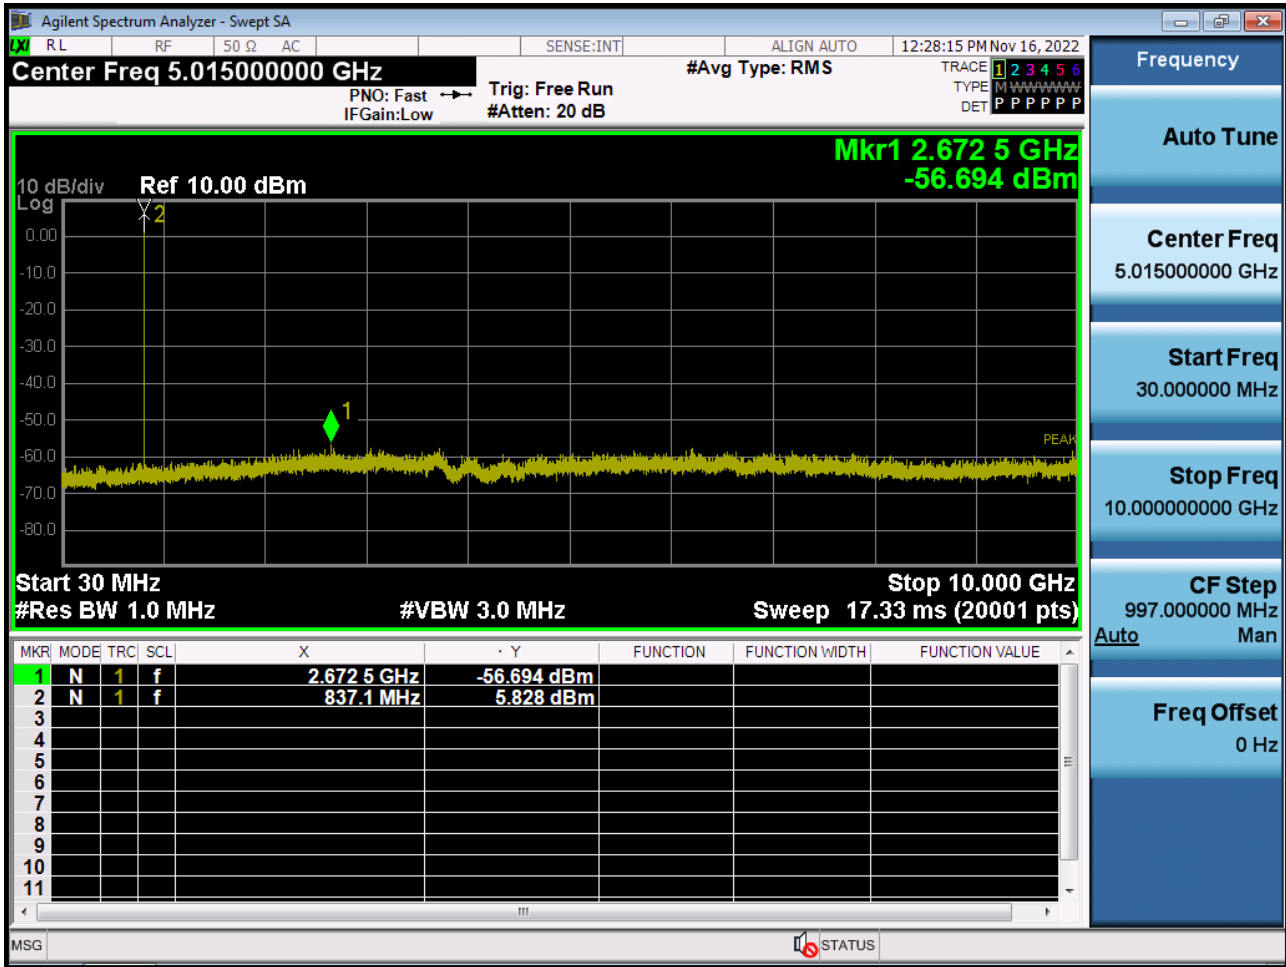 Agilent Spectrum Analyzer - Swept SA
LXI RL RF 50 Ω AC SENSE:INT ALIGN AUTO 12:28:15 PM Nov 16, 2022
Center Freq 5.015000000 GHz
PNO: Fast
IFGain:Low
Trig: Free Run
#Atten: 20 dB
#Avg Type: RMS
TRACE 1 2 3 4 5 6
TYPE M W W W W W
DET P P P P P P
Mkr1 2.672 5 GHz
-56.694 dBm
10 dB/div Ref 10.00 dBm
Log
2
0.00
-10.0
-20.0
-30.0
-40.0
-50.0
1
PEAK
-60.0
-70.0
-80.0
Start 30 MHz Stop 10.000 GHz
#Res BW 1.0 MHz #VBW 3.0 MHz Sweep 17.33 ms (20001 pts)
MKR MODE TRC SCL X Y FUNCTION FUNCTION WIDTH FUNCTION VALUE
1 N 1 f 2.672 5 GHz -56.694 dBm
2 N 1 f 837.1 MHz 5.828 dBm
3
4
5
6
7
8
9
10
11
MSG STATUS
Frequency
Auto Tune
Center Freq
5.015000000 GHz
Start Freq
30.000000 MHz
Stop Freq
10.000000000 GHz
CF Step
997.000000 MHz
Auto Man
Freq Offset
0 Hz